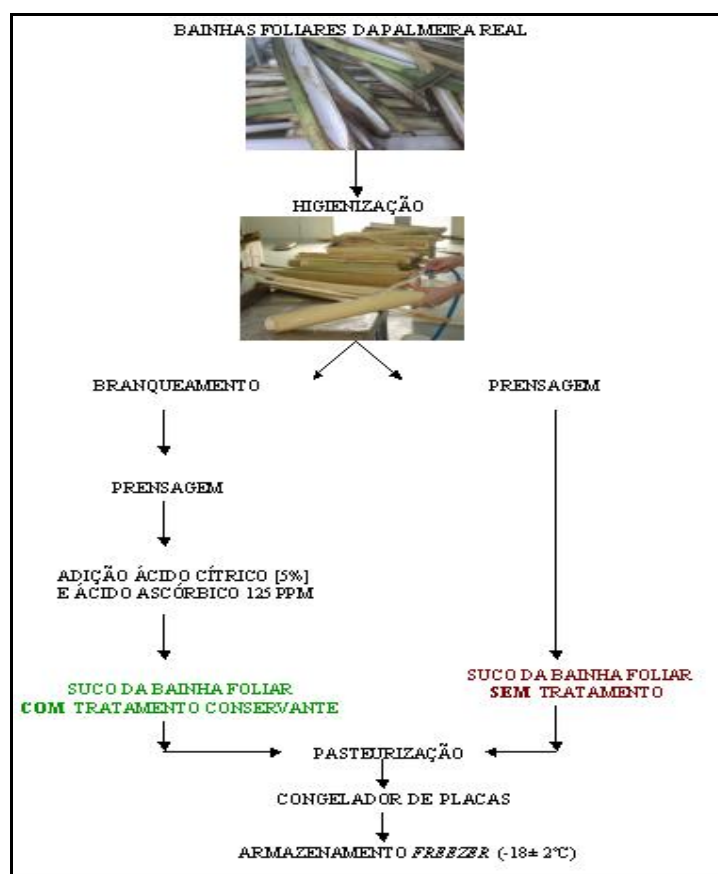 BAINHAS FOLIARES DA PALMEIRA REAL
HIGIENIZAÇÃO
BRANQUEAMENTO
PRENSAGEM
PRENSAGEM
ADIÇÃO ÁCIDO CÍTRICO [5%]
E ÁCIDO ASCÓRBICO 125 PPM
SUCO DA BAINHA FOLIAR
COM TRATAMENTO CONSERVANTE
SUCO DA BAINHA FOLIAR
SEM TRATAMENTO
PASTEURIZAÇÃO
CONGELADOR DE PLACAS
ARMAZENAMENTO FREEZER (-18± 2ºC)